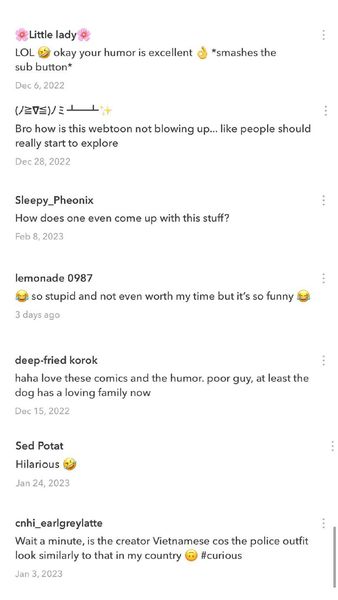 🌸Little lady🌸
LOL 🤣 okay your humor is excellent 👌 *smashes the
sub button*
Dec 6, 2022
(ﾉ≧∇≦)ﾉ ﾐ ┸━┸✨
Bro how is this webtoon not blowing up... like people should
really start to explore
Dec 28, 2022
Sleepy_Pheonix
How does one even come up with this stuff?
Feb 8, 2023
lemonade 0987
😂 so stupid and not even worth my time but it's so funny 😂
3 days ago
deep-fried korok
haha love these comics and the humor. poor guy, at least the
dog has a loving family now
Dec 15, 2022
Sed Potat
Hilarious 🤣
Jan 24, 2023
cnhi_earlgreylatte
Wait a minute, is the creator Vietnamese cos the police outfit
look similarly to that in my country 🙃 #curious
Jan 3, 2023